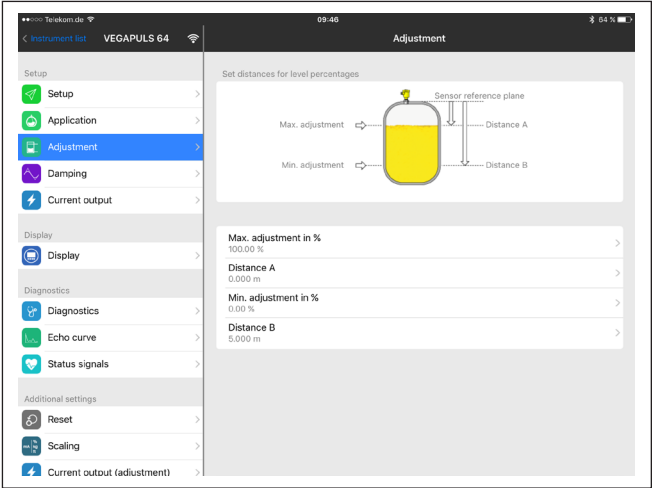 Telekom.de
09:46
64 %
Instrument list
VEGAPULS 64
Adjustment
Setup
Setup
Application
Adjustment
Damping
Current output
Display
Display
Diagnostics
Diagnostics
Echo curve
Status signals
Additional settings
Reset
Scaling
Current output (adjustment)
Set distances for level percentages
Sensor reference plane
Max. adjustment
Distance A
Min. adjustment
Distance B
Max. adjustment in %
100.00 %
Distance A
0.000 m
Min. adjustment in %
0.00 %
Distance B
5.000 m